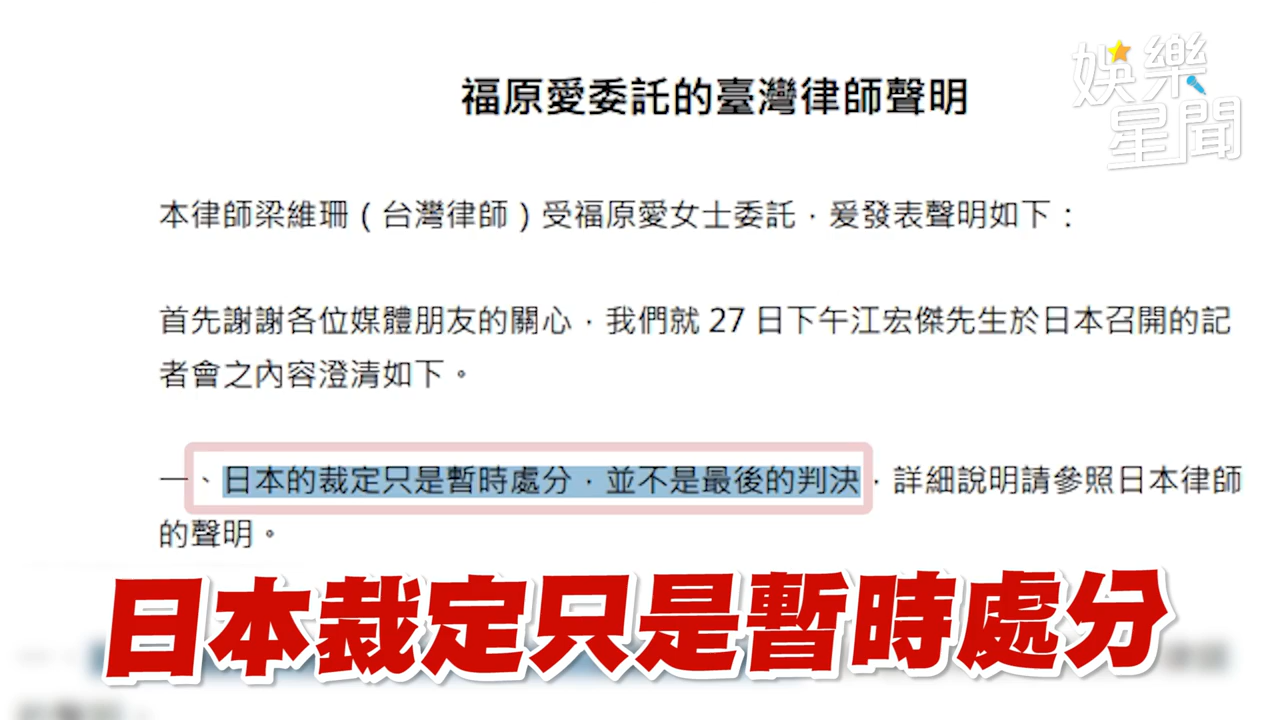 娛樂
星聞
福原愛委託的臺灣律師聲明
本律師梁維珊（台灣律師）受福原愛女士委託，爰發表聲明如下：
首先謝謝各位媒體朋友的關心，我們就 27 日下午江宏傑先生於日本召開的記
者會之內容澄清如下。
一、日本的裁定只是暫時處分，並不是最後的判決，詳細說明請參照日本律師
的聲明。
日本裁定只是暫時處分